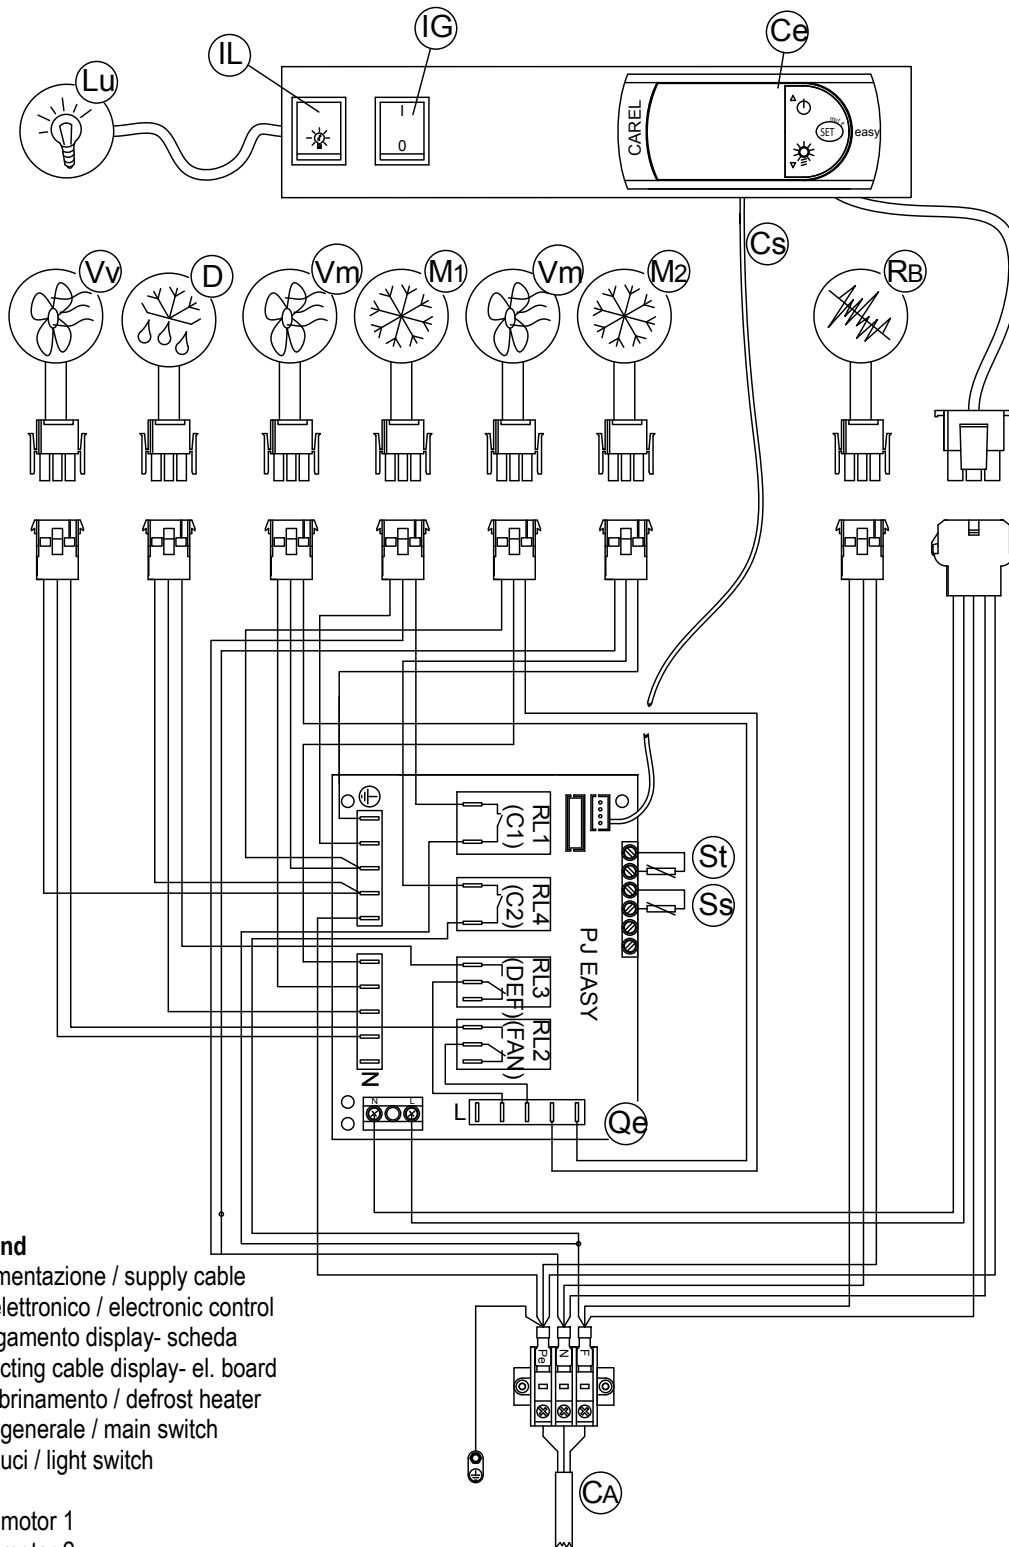 IG
Ce
IL
Lu
I
0
CAREL
mute
SET
easy
Cs
Vv
D
Vm
M1
Vm
M2
RB
RL1
(C1)
St
Ss
RL4
(C2)
PJ EASY
RL3
(DEF)
RL2
(FAN)
N
N
L
L
Qe
nd
mentazione / supply cable
elettronico / electronic control
gamento display- scheda
cting cable display- el. board
brinamento / defrost heater
generale / main switch
uci / light switch
motor 1
Pe
N
F
CA